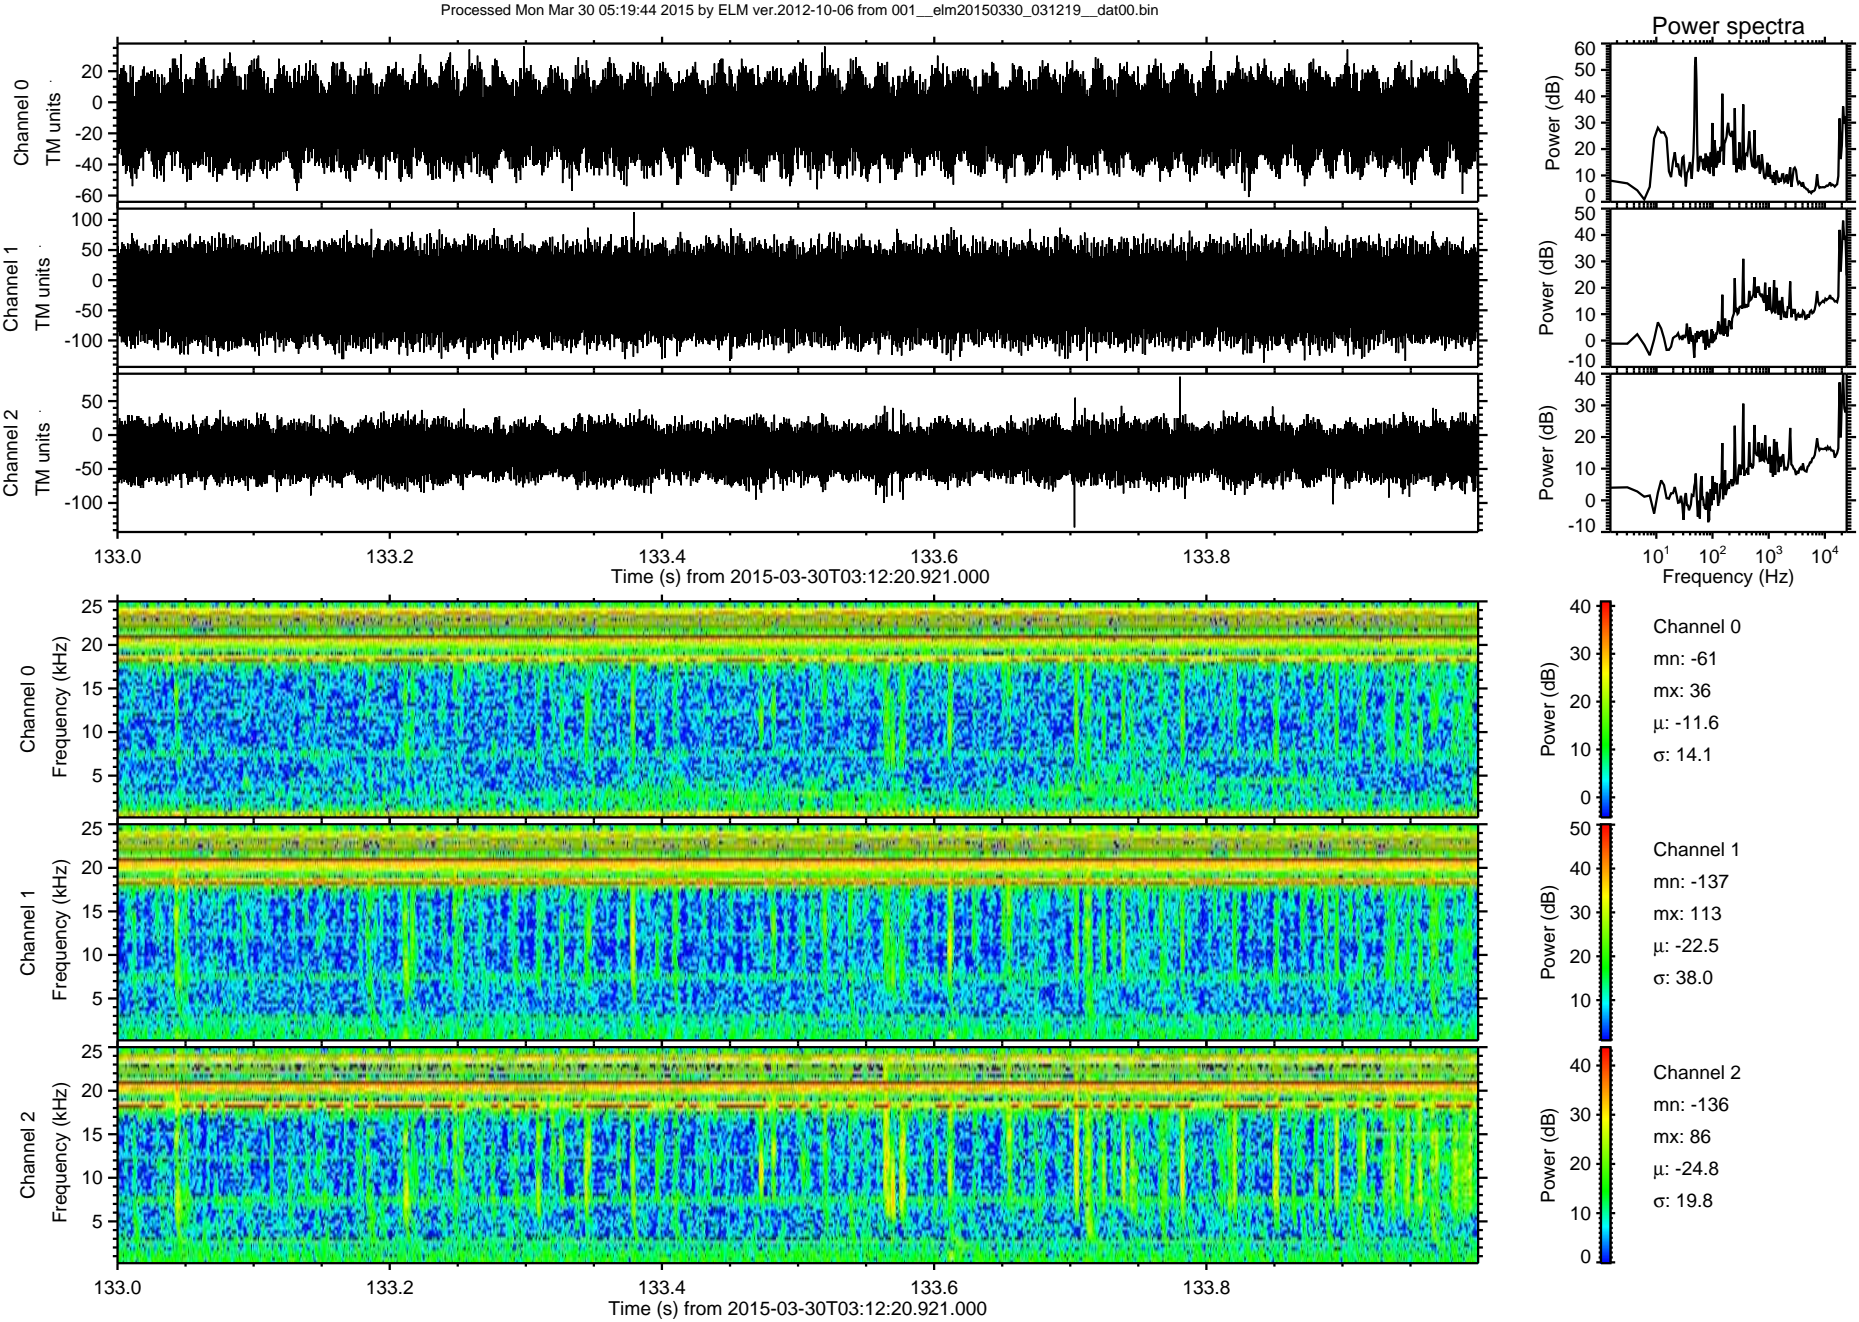 Processed Mon Mar 30 05:19:44 2015 by ELM ver.2012-10-06 from 001__elm20150330_031219__dat00.bin
Power spectra
Channel 0
TM units
20
0
-20
-40
-60
Power (dB)
60
50
40
30
20
10
0
Channel 1
TM units
100
50
0
-50
-100
Power (dB)
50
40
30
20
10
0
-10
Channel 2
TM units
50
0
-50
-100
Power (dB)
40
30
20
10
0
-10
133.0 133.2 133.4 133.6 133.8
Time (s) from 2015-03-30T03:12:20.921.000
10¹ 10² 10³ 10⁴
Frequency (Hz)
Channel 0
Frequency (kHz)
25
20
15
10
5
Power (dB)
40
30
20
10
0
Channel 0
mn: -61
mx: 36
μ: -11.6
σ: 14.1
Channel 1
Frequency (kHz)
25
20
15
10
5
Power (dB)
50
40
30
20
10
Channel 1
mn: -137
mx: 113
μ: -22.5
σ: 38.0
Channel 2
Frequency (kHz)
25
20
15
10
5
Power (dB)
40
30
20
10
0
Channel 2
mn: -136
mx: 86
μ: -24.8
σ: 19.8
133.0 133.2 133.4 133.6 133.8
Time (s) from 2015-03-30T03:12:20.921.000